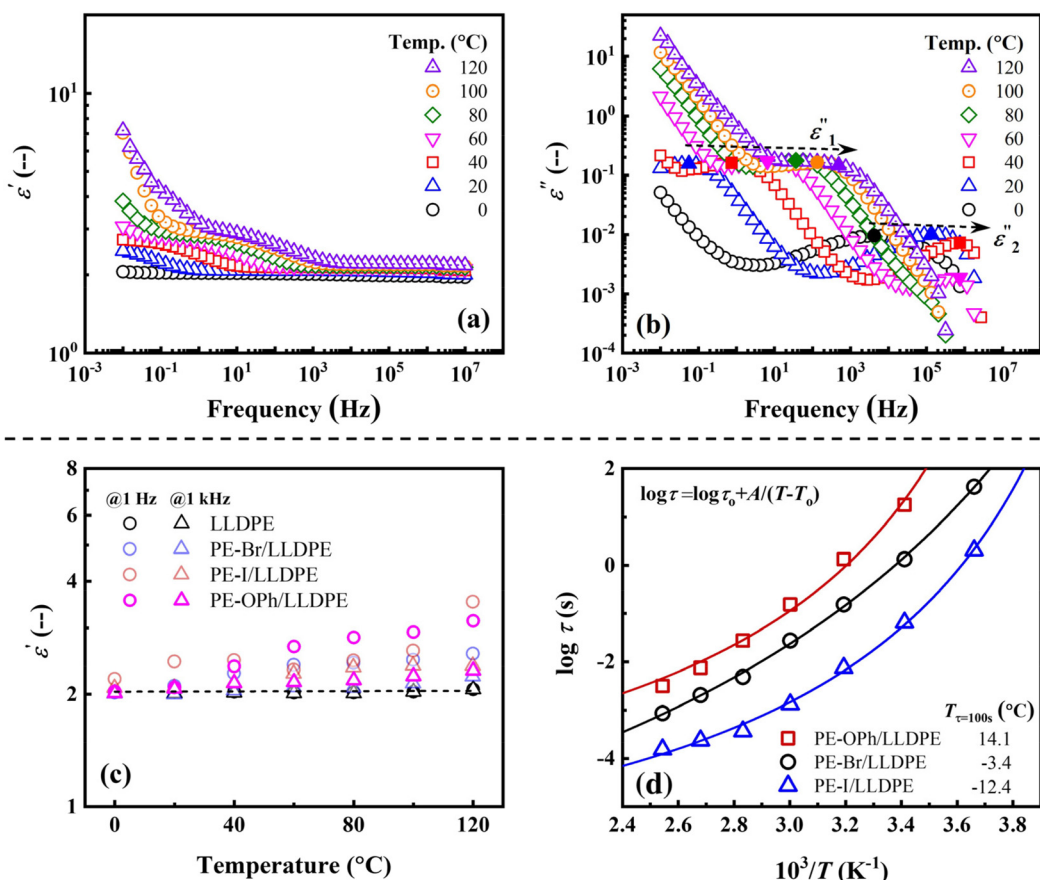 Temp. (°C)
120
100
80
60
40
20
0
10¹
10⁰
ε' (--)
(a)
10⁻³ 10⁻¹ 10¹ 10³ 10⁵ 10⁷
Frequency (Hz)
Temp. (°C)
120
100
80
60
40
20
0
10¹
10⁰
10⁻¹
10⁻²
10⁻³
10⁻⁴
ε'' (--)
ε''₁
ε''₂
(b)
10⁻³ 10⁻¹ 10¹ 10³ 10⁵ 10⁷
Frequency (Hz)
8
6
4
2
1
ε' (--)
@1 Hz @1 kHz
LLDPE
PE-Br/LLDPE
PE-I/LLDPE
PE-OPh/LLDPE
(c)
0 40 80 120
Temperature (°C)
2
0
-2
-4
log τ (s)
log τ=log τₒ+A/(T-Tₒ)
T_τ=100s (°C)
PE-OPh/LLDPE 14.1
PE-Br/LLDPE -3.4
PE-I/LLDPE -12.4
(d)
2.4 2.6 2.8 3.0 3.2 3.4 3.6 3.8
10³/T (K⁻¹)